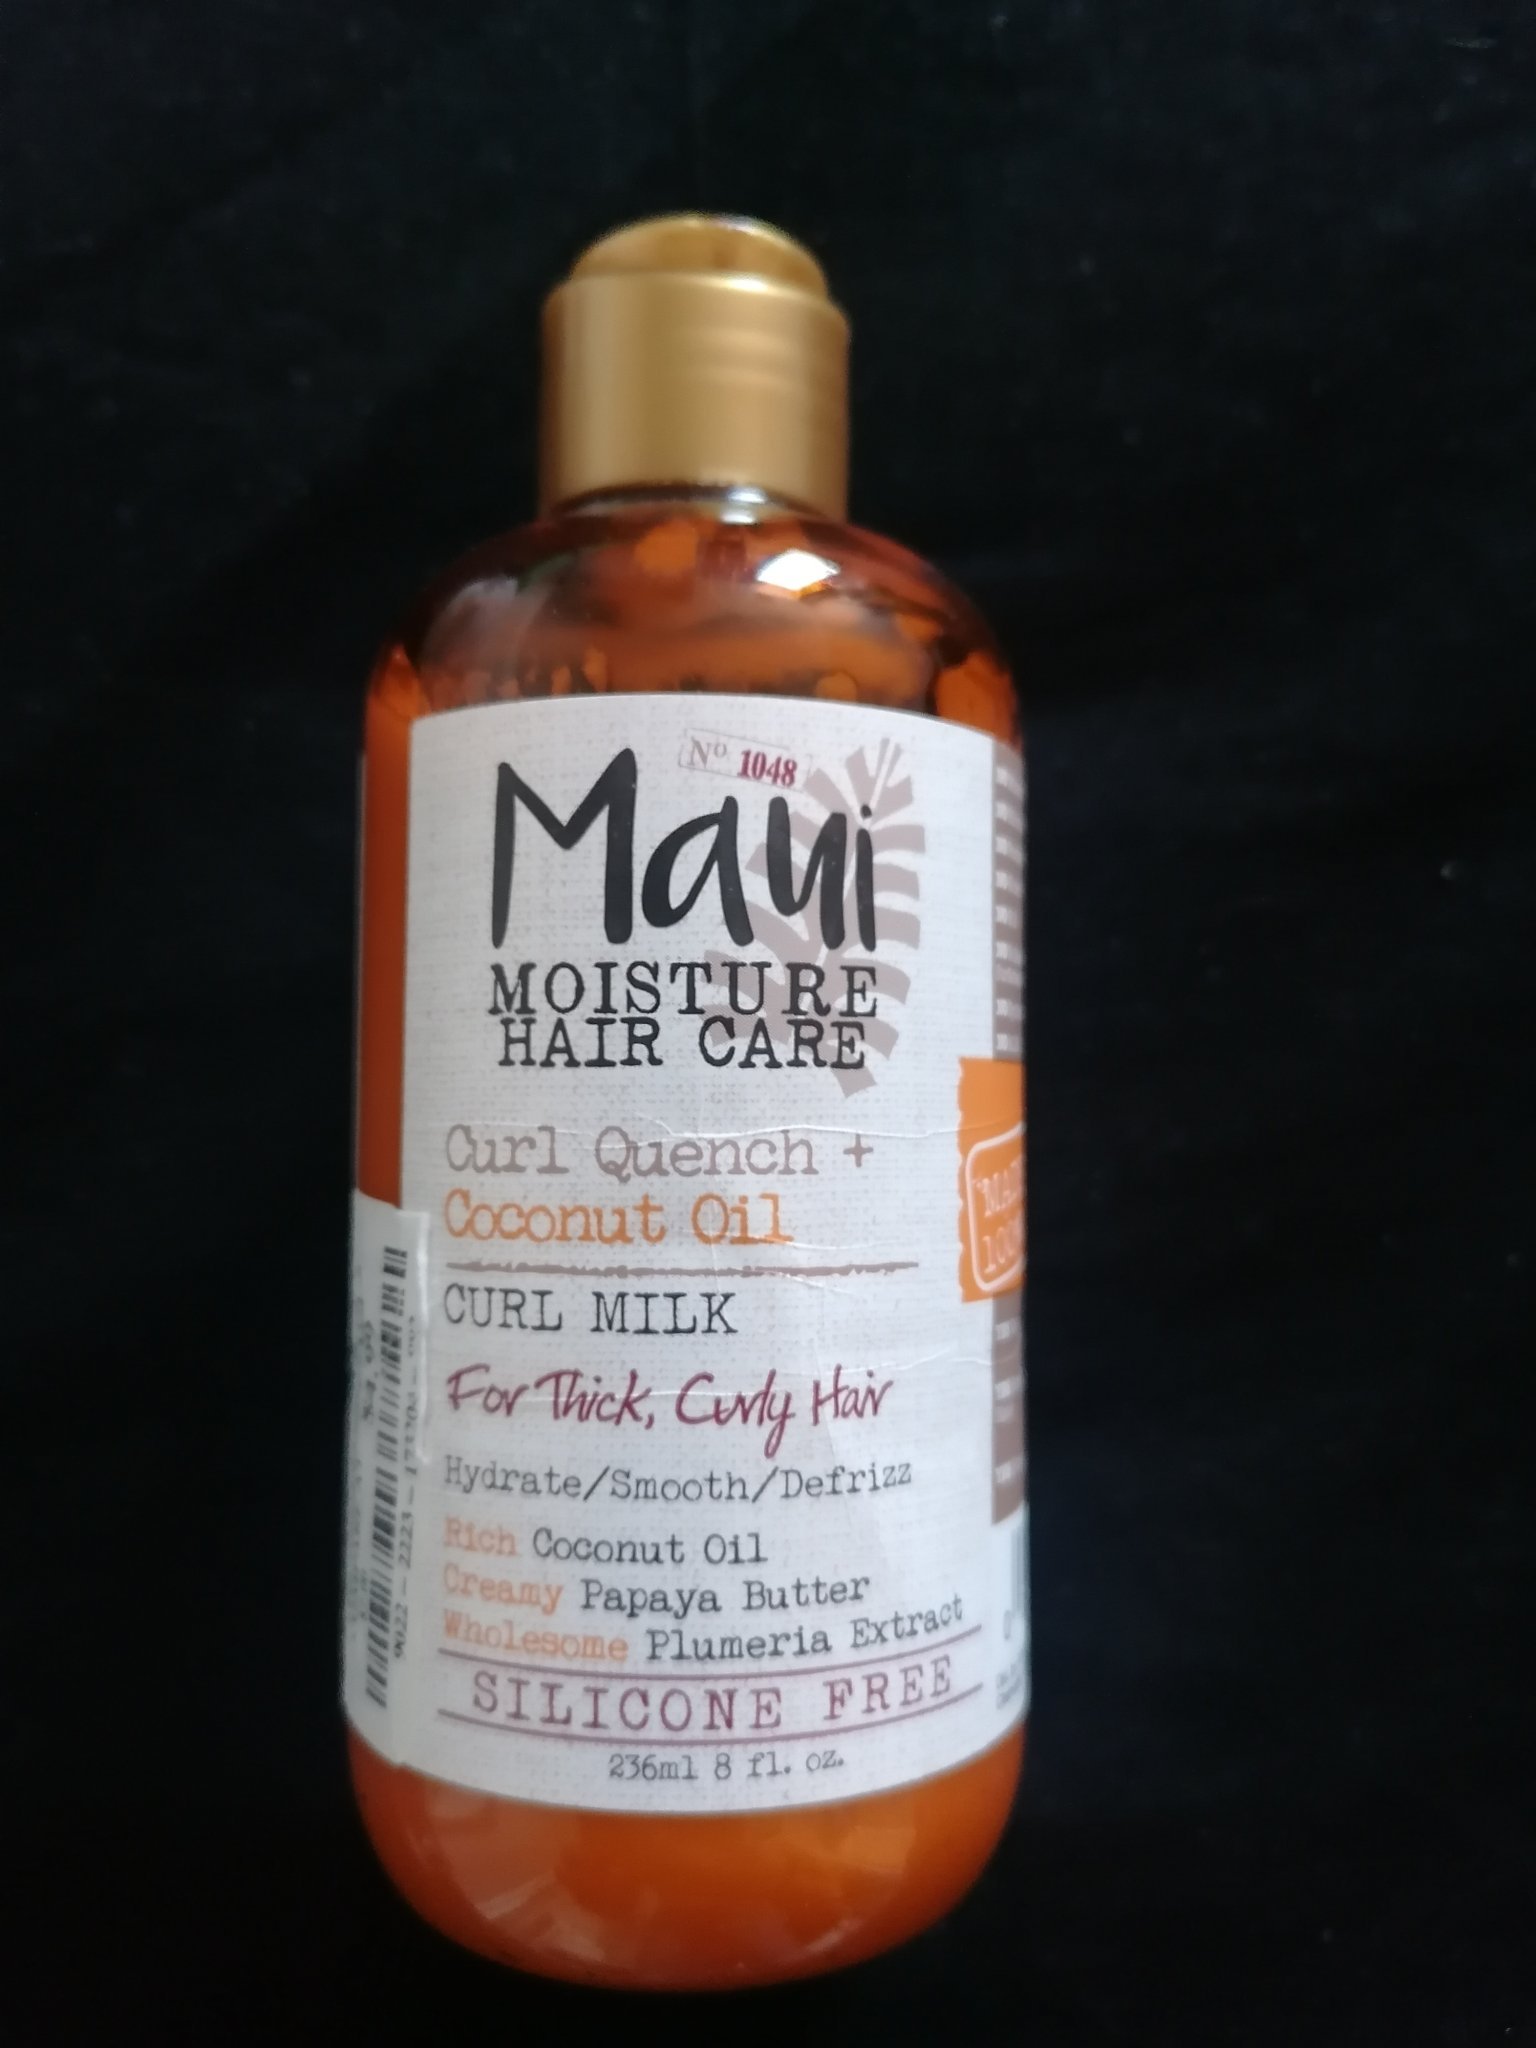 Nº 1048
Maui
MOISTURE
HAIR CARE
Curl Quench +
Coconut Oil
CURL MILK
For Thick, Curly Hair
Hydrate/Smooth/Defrizz
Rich Coconut Oil
Creamy Papaya Butter
Wholesome Plumeria Extract
SILICONE FREE
236ml 8 fl. oz.